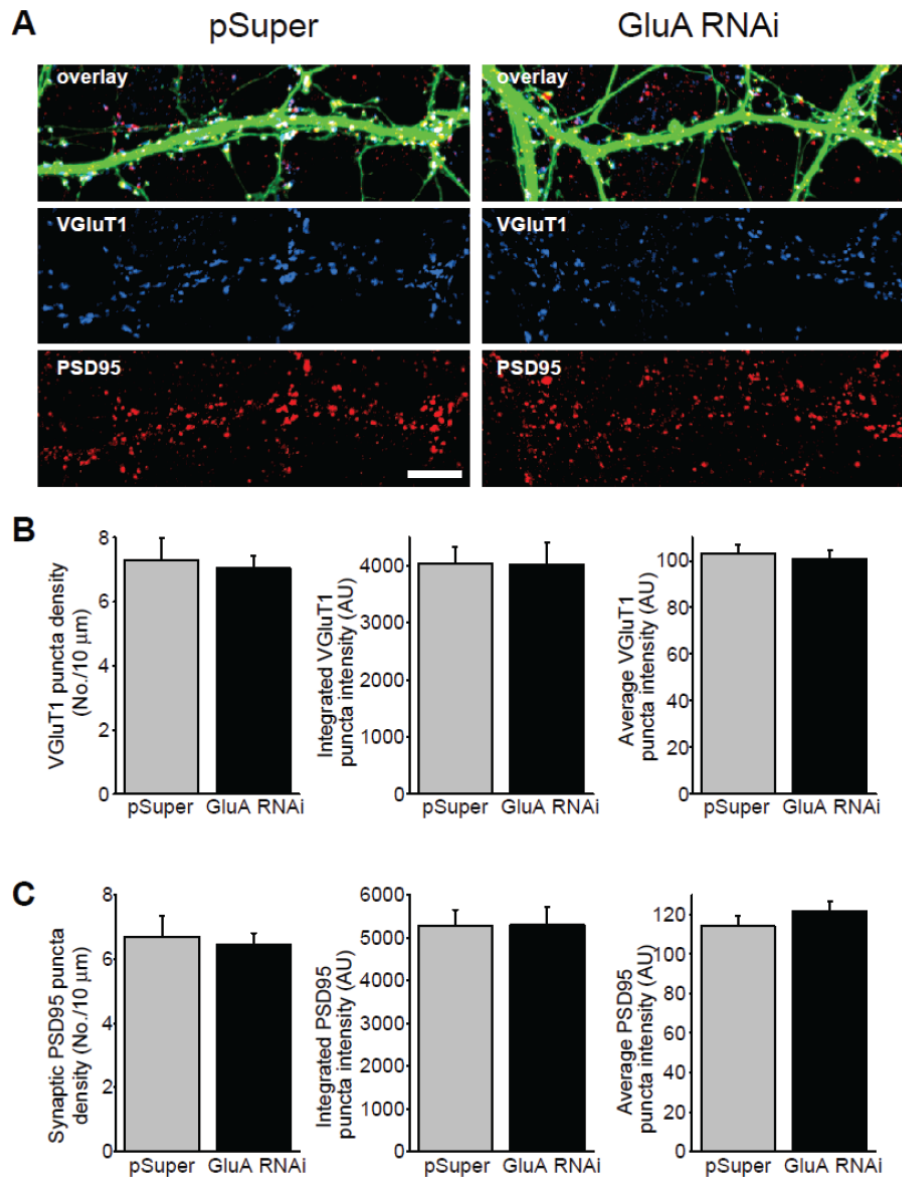 A
pSuper
GluA RNAi
overlay
overlay
VGluT1
VGluT1
PSD95
PSD95
B
VGluT1 puncta density
(No./10 μm)
8
6
4
2
0
pSuper GluA RNAi
Integrated VGluT1
puncta intensity (AU)
4000
3000
2000
1000
0
pSuper GluA RNAi
Average VGluT1
puncta intensity (AU)
100
80
60
40
20
0
pSuper GluA RNAi
C
Synaptic PSD95 puncta
density (No./10 μm)
8
6
4
2
0
pSuper GluA RNAi
Integrated PSD95
puncta intensity (AU)
6000
5000
4000
3000
2000
1000
0
pSuper GluA RNAi
Average PSD95
puncta intensity (AU)
120
100
80
60
40
20
0
pSuper GluA RNAi